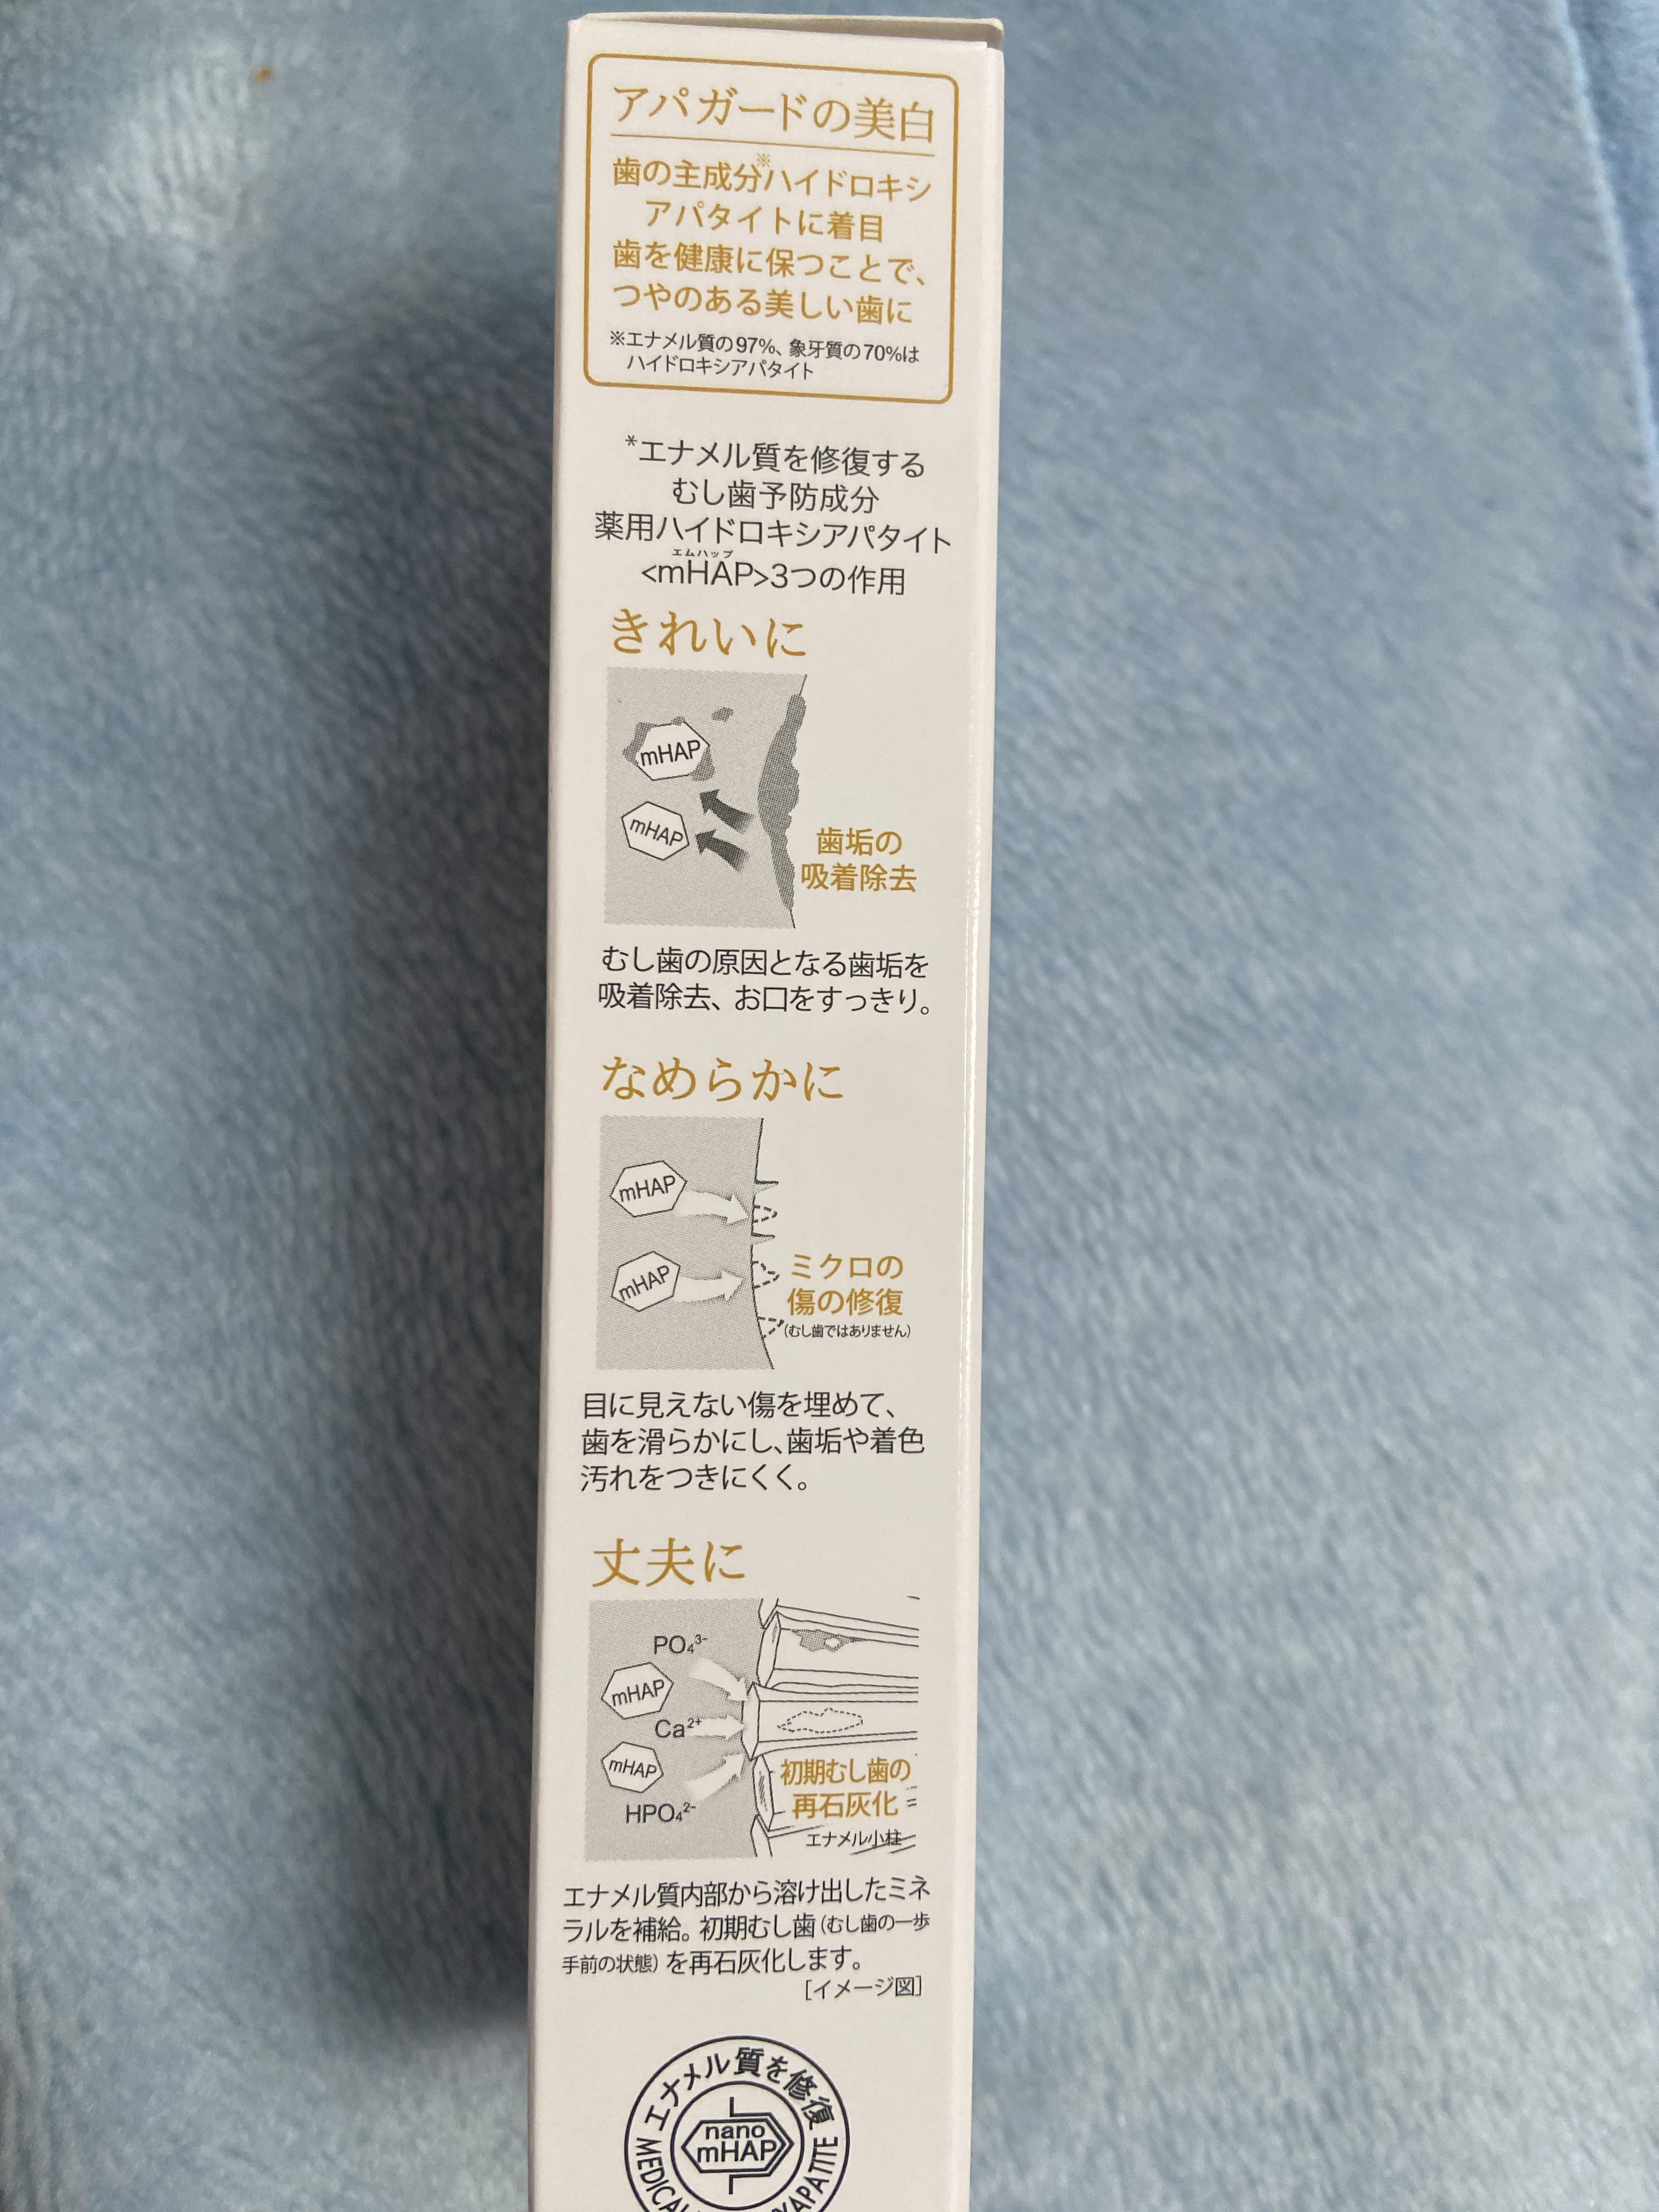 アパガードの美白
歯の主成分※ハイドロキシ
アパタイトに着目
歯を健康に保つことで、
つやのある美しい歯に
※エナメル質の97%、象牙質の70%は
ハイドロキシアパタイト
*エナメル質を修復する
むし歯予防成分
薬用ハイドロキシアパタイト
エムハップ
<mHAP>3つの作用
きれいに
mHAP
mHAP
歯垢の
吸着除去
むし歯の原因となる歯垢を
吸着除去、お口をすっきり。
なめらかに
mHAP
mHAP
ミクロの
傷の修復
(むし歯ではありません)
目に見えない傷を埋めて、
歯を滑らかにし、歯垢や着色
汚れをつきにくく。
丈夫に
PO₄³⁻
mHAP
Ca²⁺
mHAP
HPO₄²⁻
初期むし歯の
再石灰化
エナメル小柱
エナメル質内部から溶け出したミネ
ラルを補給。初期むし歯(むし歯の一歩
手前の状態)を再石灰化します。
[イメージ図]
エナメル質を修復
nano
mHAP